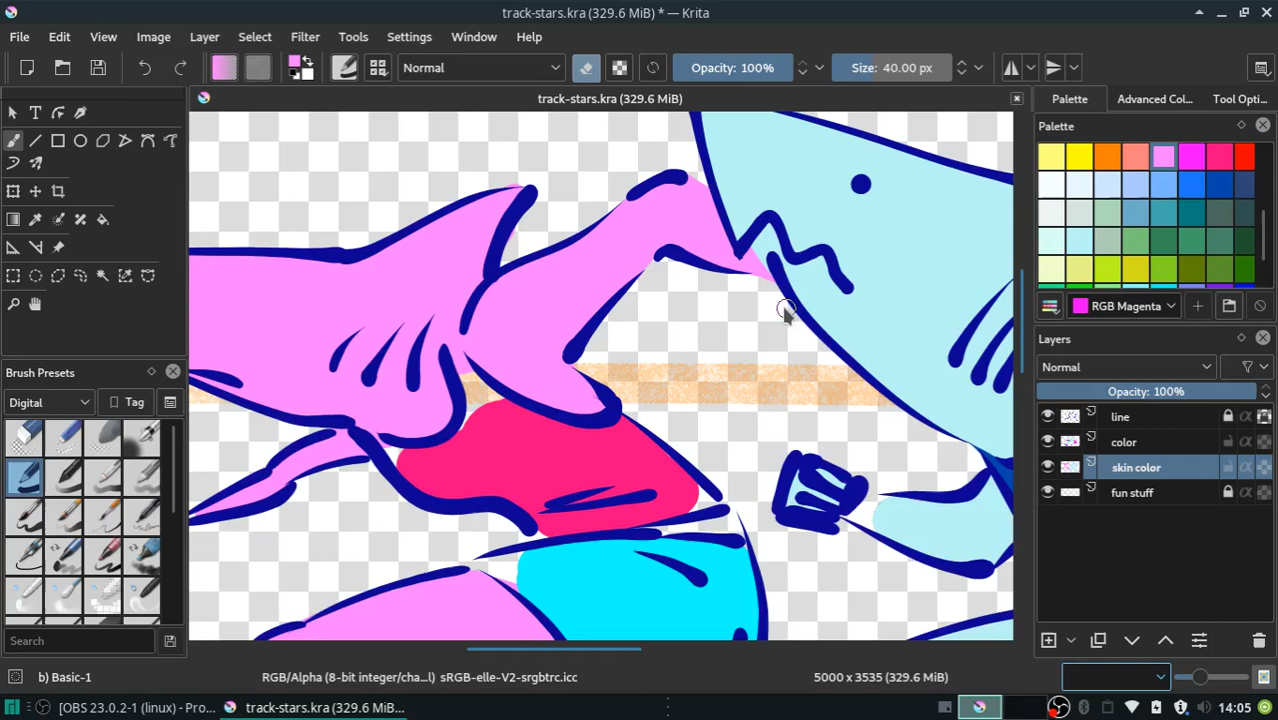 track-stars.kra (329.6 MiB) * — Krita
File Edit View Image Layer Select Filter Tools Settings Window Help
Normal Opacity: 100% Size: 40.00 px
track-stars.kra (329.6 MiB)
Palette Advanced Col... Tool Opti...
Palette
RGB Magenta
Layers
Normal
Opacity: 100%
line
color
skin color
fun stuff
Brush Presets
Digital Tag
Search
b) Basic-1 RGB/Alpha (8-bit integer/cha...l) sRGB-elle-V2-srgbtrc.icc 5000 x 3535 (329.6 MiB)
[OBS 23.0.2-1 (linux) - Pro... track-stars.kra (329.6 MiB)... 14:05